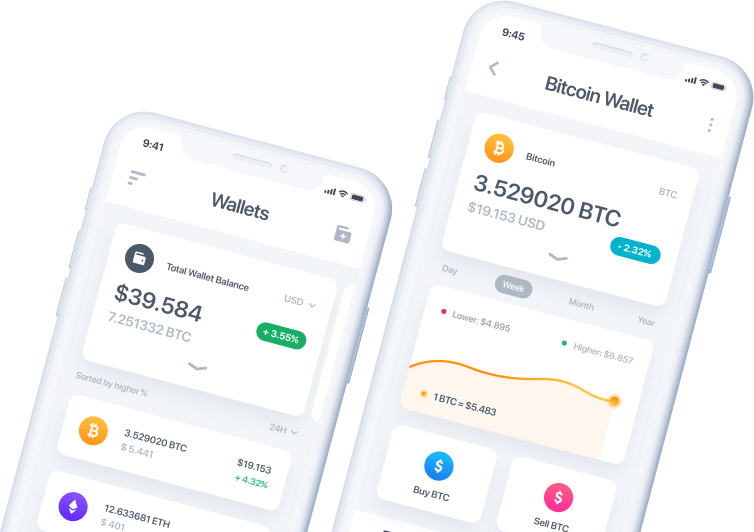 9:41
Wallets
Total Wallet Balance
USD
$39.584
7.251332 BTC
+ 3.55%
Sorted by higher %
24H
3.529020 BTC
$ 5.441
$19.153
+ 4.32%
12.633681 ETH
$ 401
9:45
Bitcoin Wallet
Bitcoin
BTC
3.529020 BTC
$19.153 USD
- 2.32%
Day
Week
Month
Year
Lower: $4.895
Higher: $6.857
1 BTC = $5.483
Buy BTC
Sell BTC